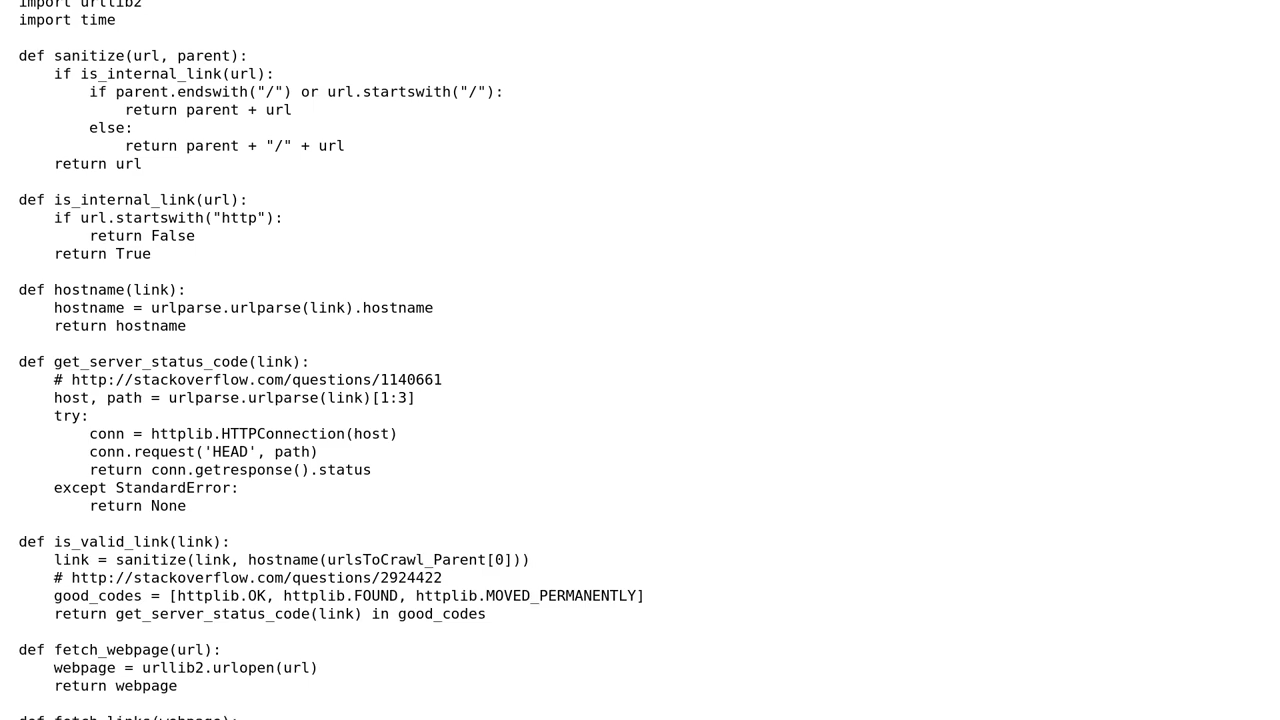 import urllib2
import time
def sanitize(url, parent):
    if is_internal_link(url):
        if parent.endswith("/") or url.startswith("/"):
            return parent + url
        else:
            return parent + "/" + url
    return url
def is_internal_link(url):
    if url.startswith("http"):
        return False
    return True
def hostname(link):
    hostname = urlparse.urlparse(link).hostname
    return hostname
def get_server_status_code(link):
    # http://stackoverflow.com/questions/1140661
    host, path = urlparse.urlparse(link)[1:3]
    try:
        conn = httplib.HTTPConnection(host)
        conn.request('HEAD', path)
        return conn.getresponse().status
    except StandardError:
        return None
def is_valid_link(link):
    link = sanitize(link, hostname(urlsToCrawl_Parent[0]))
    # http://stackoverflow.com/questions/2924422
    good_codes = [httplib.OK, httplib.FOUND, httplib.MOVED_PERMANENTLY]
    return get_server_status_code(link) in good_codes
def fetch_webpage(url):
    webpage = urllib2.urlopen(url)
    return webpage
def fetch_links(webpage):